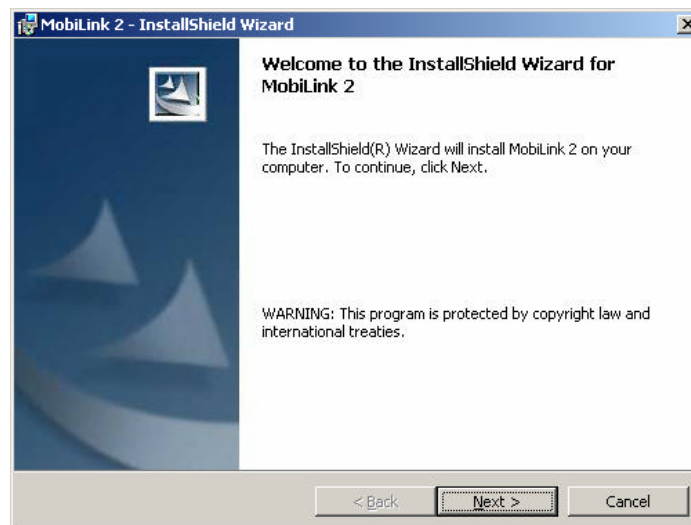 MobiLink 2 - InstallShield Wizard
Welcome to the InstallShield Wizard for
MobiLink 2
The InstallShield(R) Wizard will install MobiLink 2 on your
computer. To continue, click Next.
WARNING: This program is protected by copyright law and
international treaties.
< Back Next > Cancel